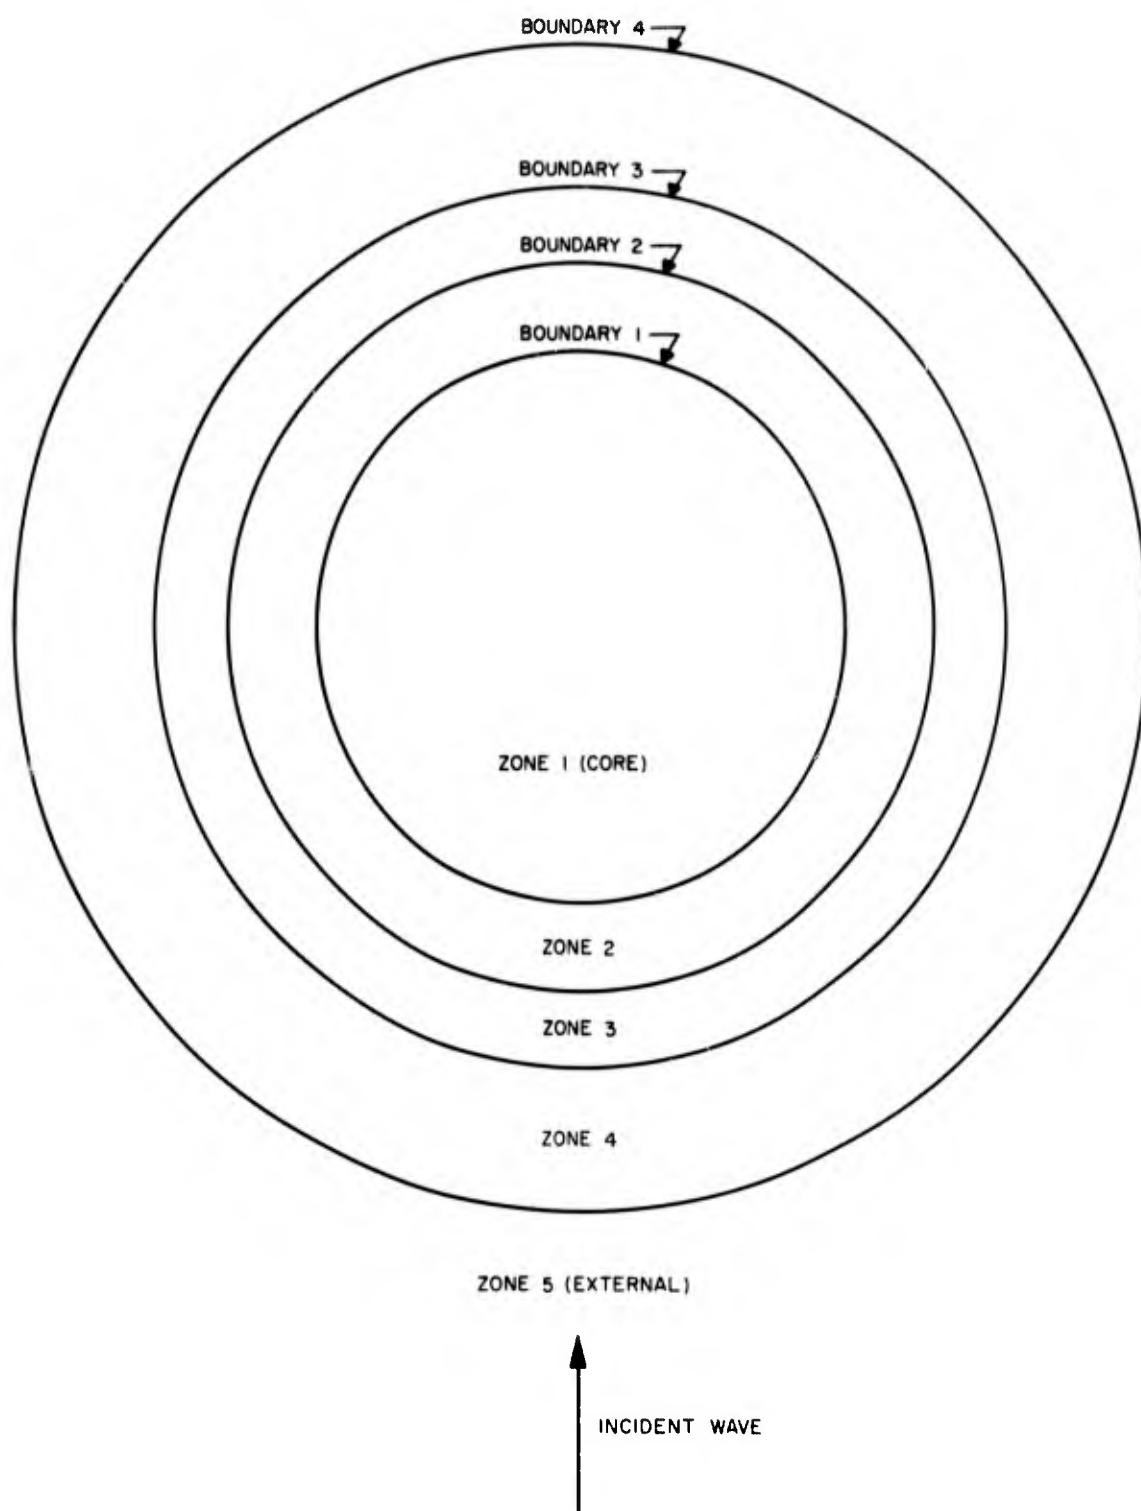 BOUNDARY 4
BOUNDARY 3
BOUNDARY 2
BOUNDARY 1
ZONE 1 (CORE)
ZONE 2
ZONE 3
ZONE 4
ZONE 5 (EXTERNAL)
INCIDENT WAVE